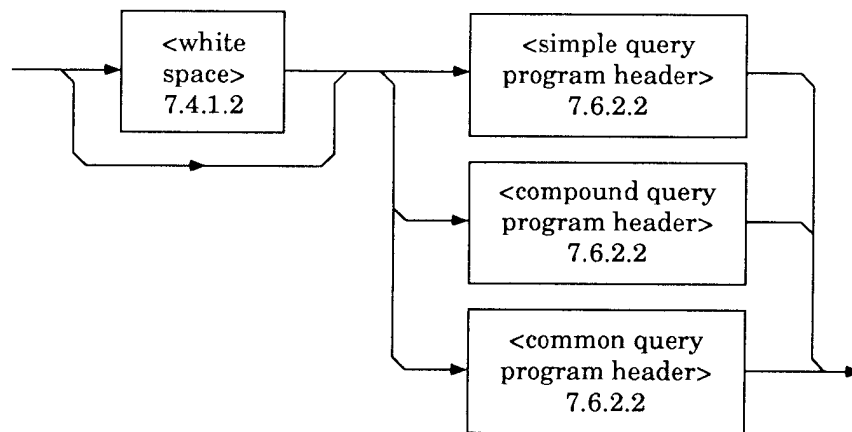 <white
space>
7.4.1.2
<simple query
program header>
7.6.2.2
<compound query
program header>
7.6.2.2
<common query
program header>
7.6.2.2